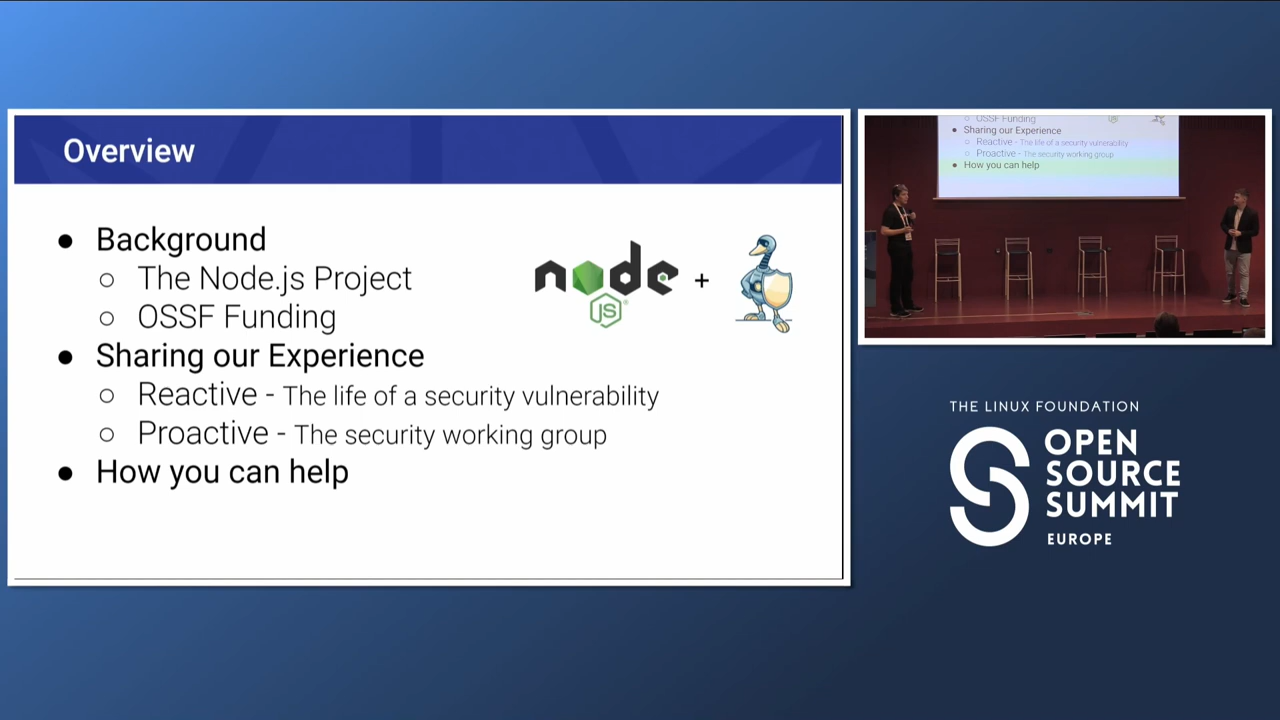 Overview
● Background
○ The Node.js Project
○ OSSF Funding
● Sharing our Experience
○ Reactive - The life of a security vulnerability
○ Proactive - The security working group
● How you can help
node
JS
+
OSSF Funding
● Sharing our Experience
○ Reactive - The life of a security vulnerability
○ Proactive - The security working group
● How you can help
THE LINUX FOUNDATION
OPEN
SOURCE
SUMMIT
EUROPE